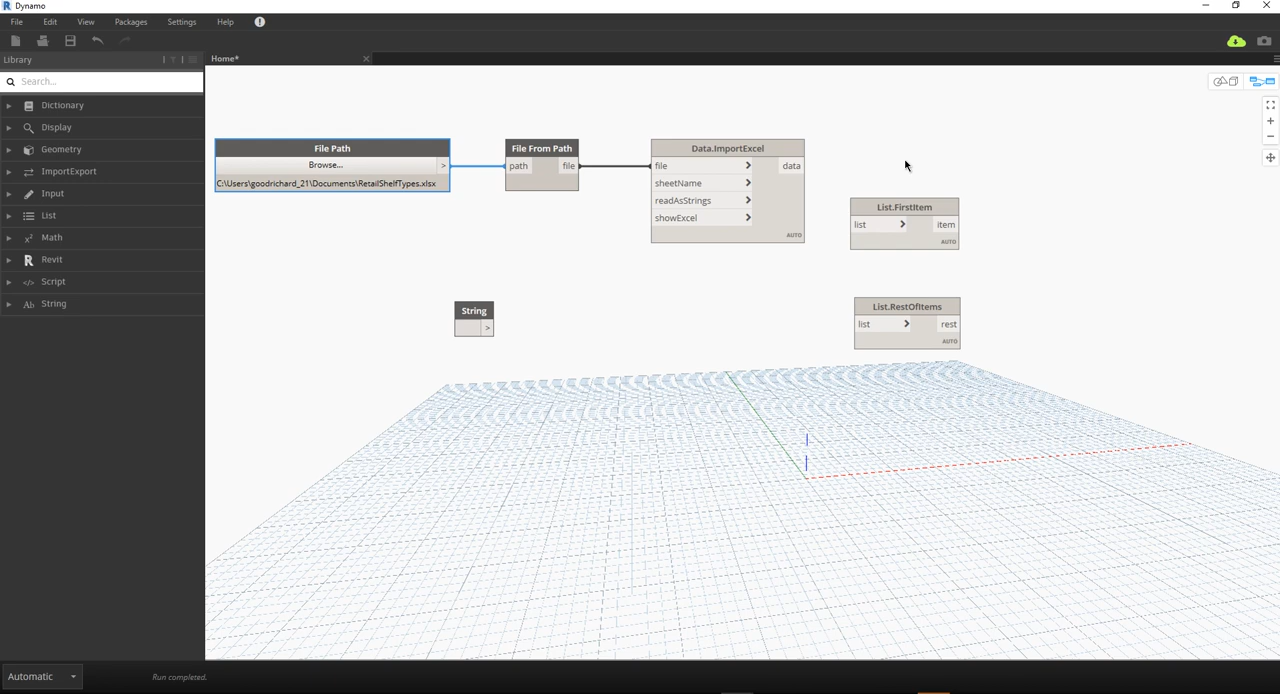 Dynamo
File Edit View Packages Settings Help
Library
Home*
Search...
Dictionary
Display
Geometry
ImportExport
Input
List
Math
Revit
Script
Ab String
File Path
Browse... >
C:\Users\goodrichard_21\Documents\RetailShelfTypes.xlsx
File From Path
path file
Data.ImportExcel
file > data
sheetName >
readAsStrings >
showExcel >
AUTO
List.FirstItem
list > item
AUTO
String
>
List.RestOfItems
list > rest
AUTO
Automatic Run completed.